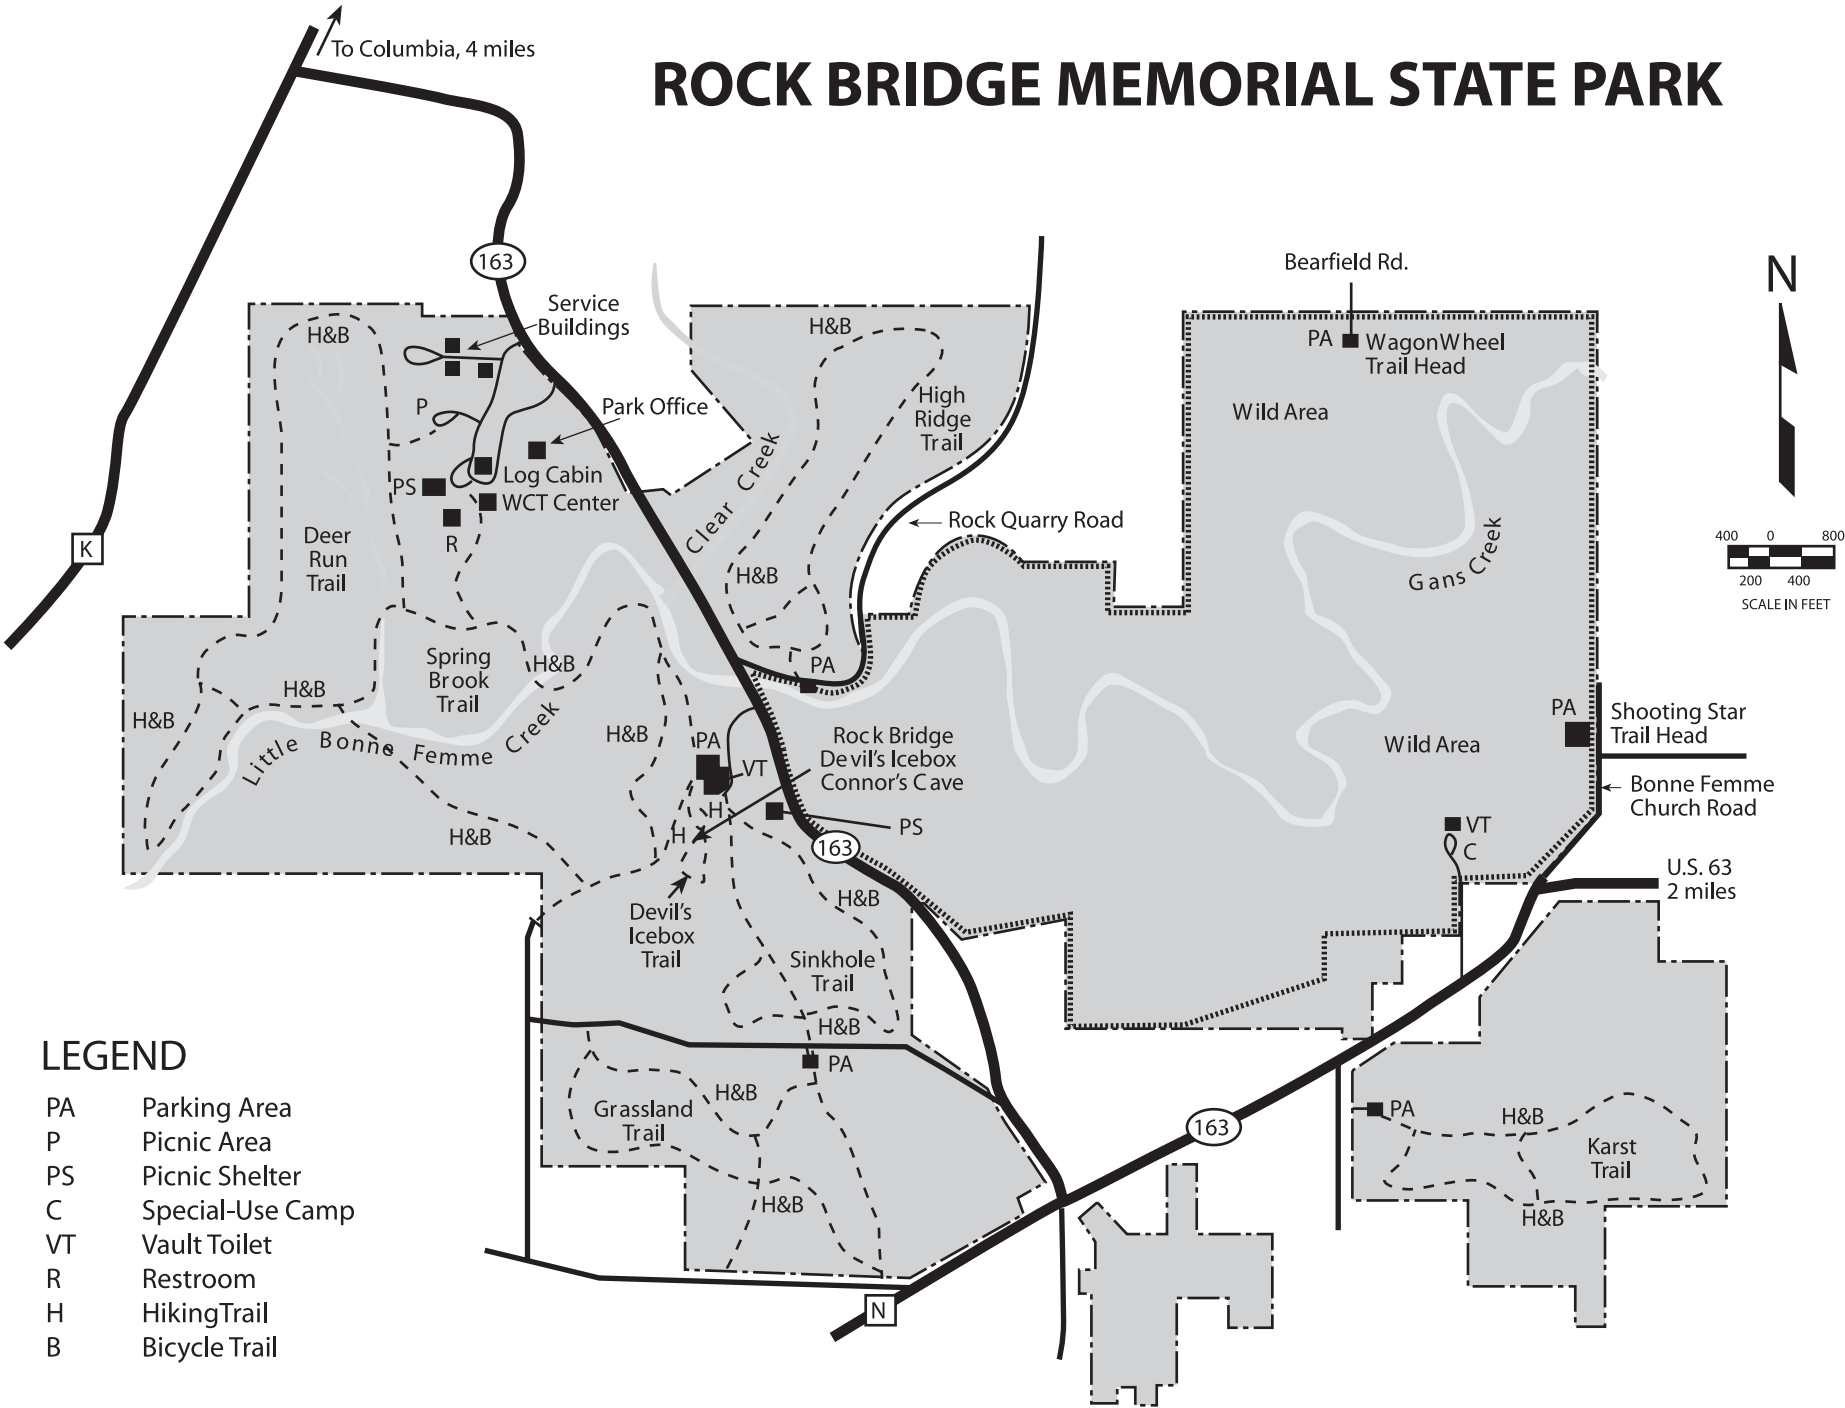 To Columbia, 4 miles
ROCK BRIDGE MEMORIAL STATE PARK
163
Bearfield Rd.
N
Service
Buildings
H&B
H&B
PA
WagonWheel
Trail Head
P
Park Office
High
Ridge
Trail
Wild Area
Clear Creek
Log Cabin
PS
WCT Center
Rock Quarry Road
K
R
Deer
Run
Trail
H&B
Gans Creek
400 0 800
200 400
SCALE IN FEET
Spring
Brook
Trail
H&B
PA
H&B
H&B
Little Bonne Femme Creek
H&B
PA
VT
Rock Bridge
Devil's Icebox
Connor's Cave
Wild Area
PA
Shooting Star
Trail Head
Bonne Femme
Church Road
H
H
PS
H&B
163
VT
C
U.S. 63
2 miles
H&B
Devil's
Icebox
Trail
Sinkhole
Trail
H&B
PA
H&B
Grassland
Trail
H&B
163
PA
H&B
Karst
Trail
H&B
N
LEGEND
PA Parking Area
P Picnic Area
PS Picnic Shelter
C Special-Use Camp
VT Vault Toilet
R Restroom
H HikingTrail
B Bicycle Trail